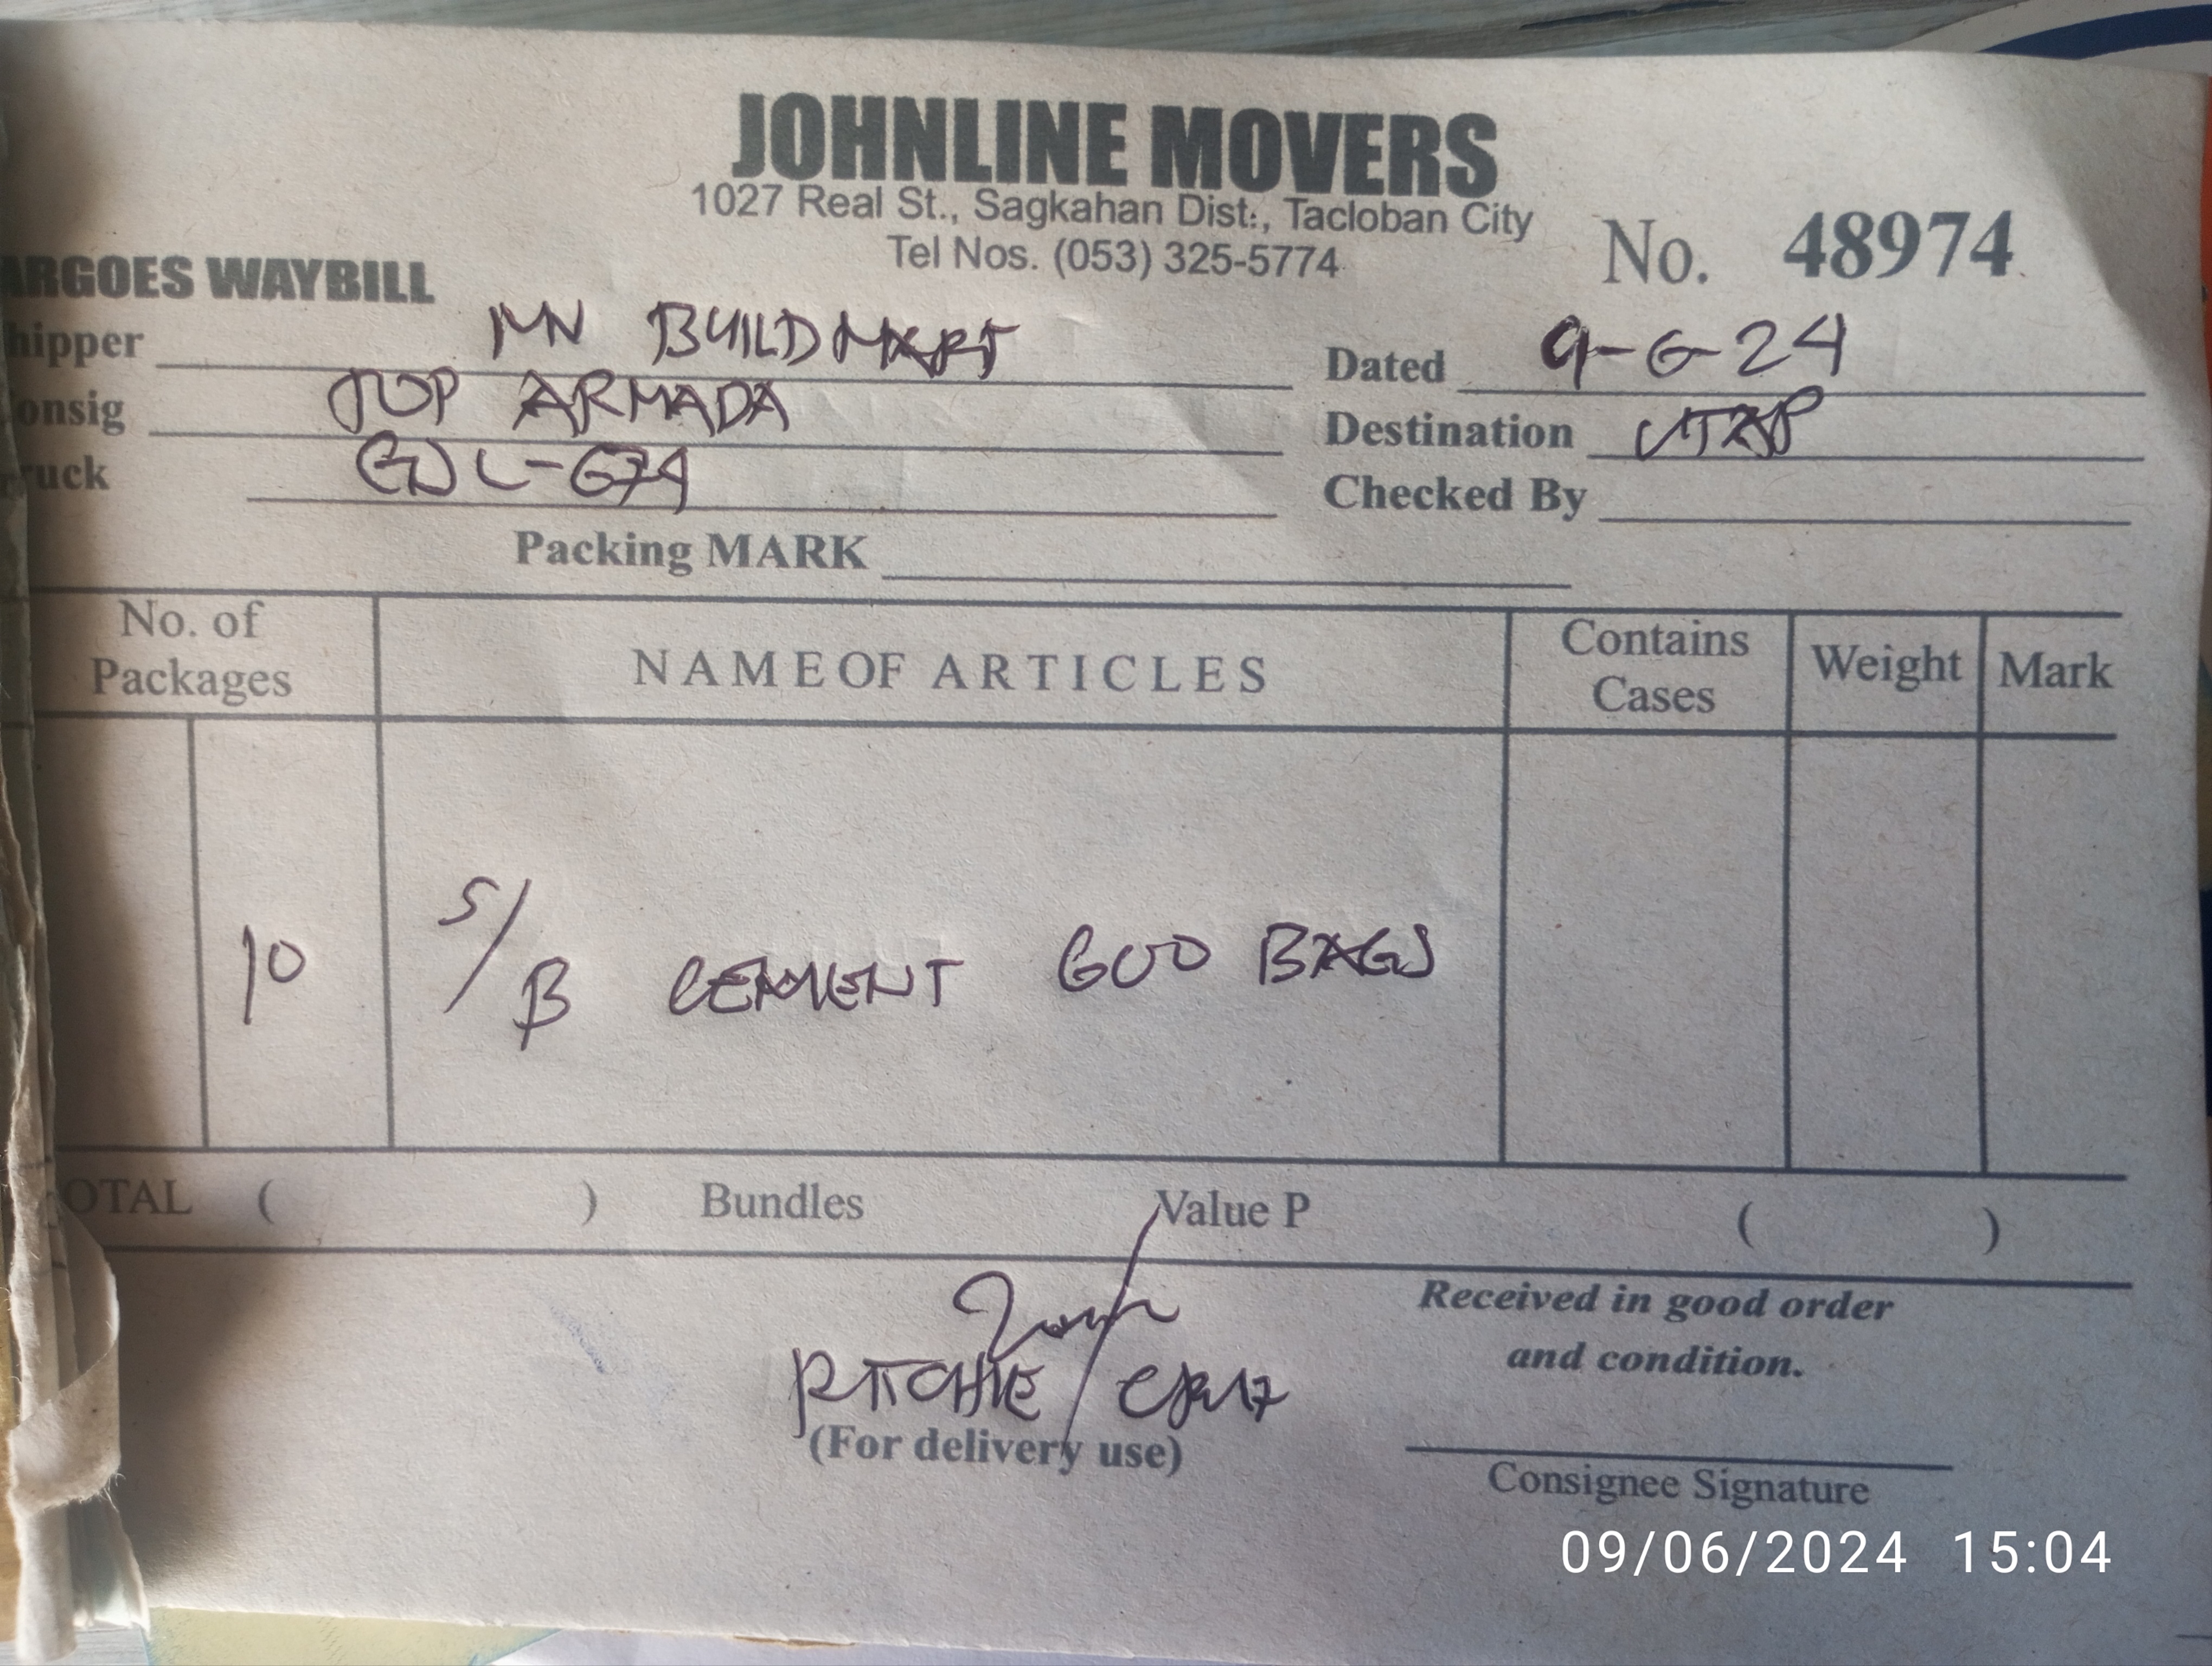 JOHNLINE MOVERS
1027 Real St., Sagkahan Dist., Tacloban City
Tel Nos. (053) 325-5774
No. 48974
ARGOES WAYBILL
hipper MN BUILDMART
Dated 9-6-24
onsig JOP ARMADA
Destination
ruck
Checked By
Packing MARK
No. of Packages
NAME OF ARTICLES
Contains Cases
Weight
Mark
10 S/B CEMENT 600 BAGS
OTAL ( ) Bundles Value P ( )
Received in good order
and condition.
RITCHIE CRUZ
(For delivery use)
Consignee Signature
09/06/2024 15:04